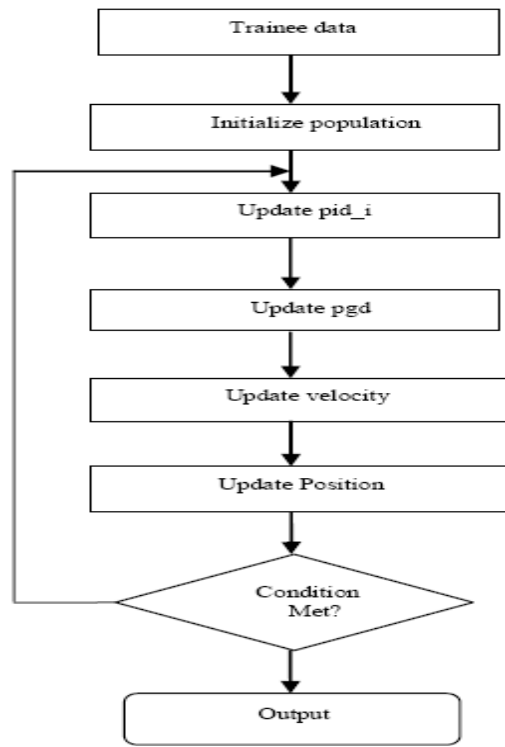 Trainee data
Initialize population
Update pid_i
Update pgd
Update velocity
Update Position
Condition
Met?
Output